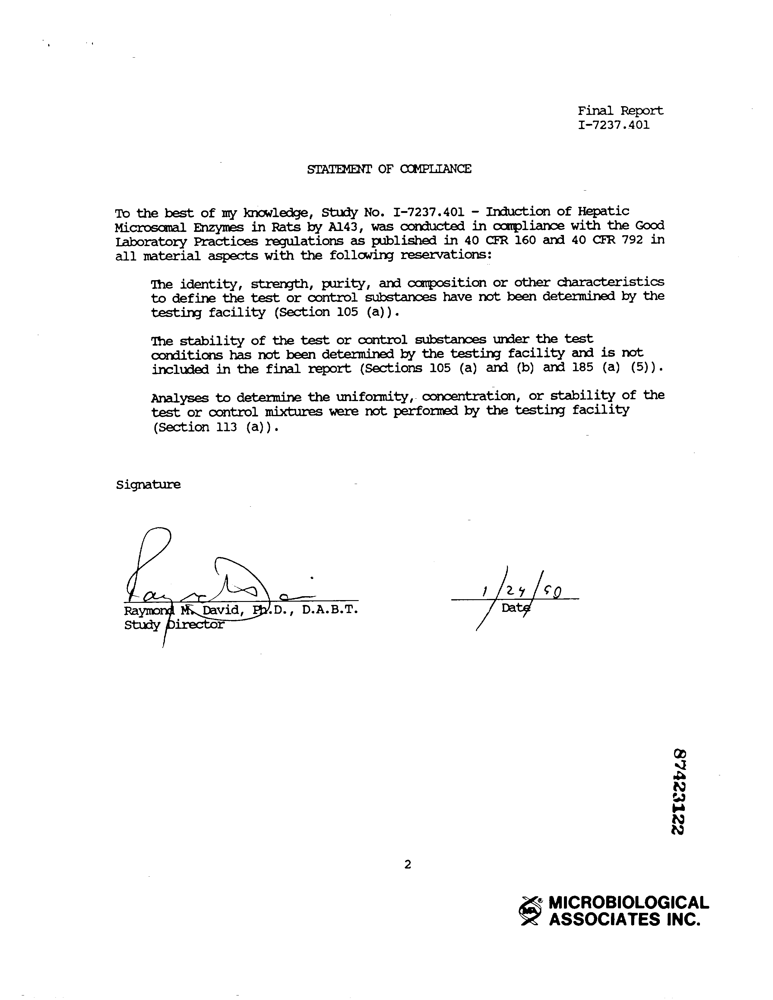 Final Report
I-7237.401
STATEMENT OF COMPLIANCE
To the best of my knowledge, Study No. I-7237.401 - Induction of Hepatic
Microsomal Enzymes in Rats by A143, was conducted in compliance with the Good
Laboratory Practices regulations as published in 40 CFR 160 and 40 CFR 792 in
all material aspects with the following reservations:
The identity, strength, purity, and composition or other characteristics
to define the test or control substances have not been determined by the
testing facility (Section 105 (a)).
The stability of the test or control substances under the test
conditions has not been determined by the testing facility and is not
included in the final report (Sections 105 (a) and (b) and 185 (a) (5)).
Analyses to determine the uniformity, concentration, or stability of the
test or control mixtures were not performed by the testing facility
(Section 113 (a)).
Signature
1/24/90
Raymond M. David, Ph.D., D.A.B.T.
Date
Study Director
87423122
2
MICROBIOLOGICAL
ASSOCIATES INC.